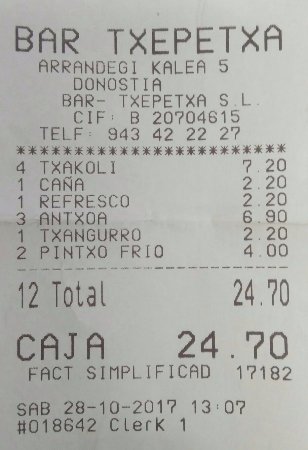 BAR TXEPETXA
ARRANDEGI KALEA 5
DONOSTIA
BAR- TXEPETXA S.L.
CIF: B 20704615
TELF: 943 42 22 27
******************************
4 TXAKOLI 7.20
1 CAÑA 2.20
1 REFRESCO 2.20
3 ANTXOA 6.90
1 TXANGURRO 2.20
2 PINTXO FRIO 4.00
12 Total 24.70
CAJA 24.70
FACT SIMPLIFICAD 17182
SAB 28-10-2017 13:07
#018642 Clerk 1